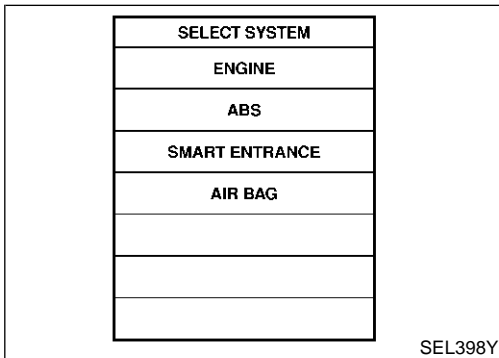 SELECT SYSTEM
ENGINE
ABS
SMART ENTRANCE
AIR BAG
SEL398Y